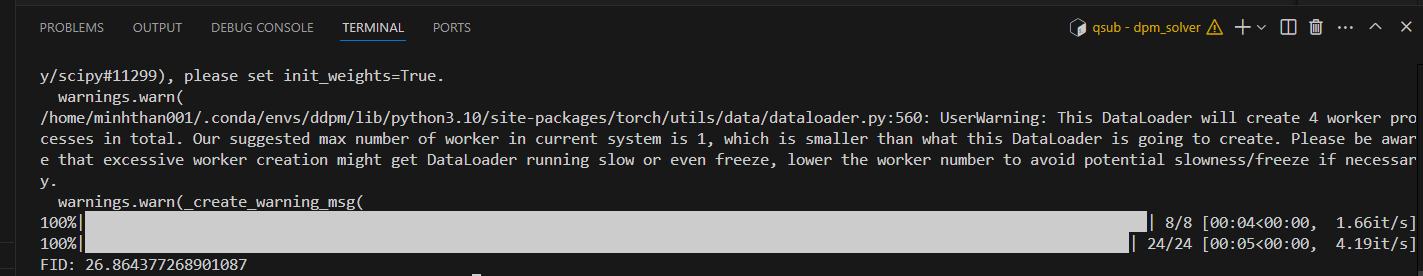 PROBLEMS OUTPUT DEBUG CONSOLE TERMINAL PORTS qsub - dpm_solver
y/scipy#11299), please set init_weights=True.
  warnings.warn(
/home/minhthan001/.conda/envs/ddpm/lib/python3.10/site-packages/torch/utils/data/dataloader.py:560: UserWarning: This DataLoader will create 4 worker pro
cesses in total. Our suggested max number of worker in current system is 1, which is smaller than what this DataLoader is going to create. Please be awar
e that excessive worker creation might get DataLoader running slow or even freeze, lower the worker number to avoid potential slowness/freeze if necessar
y.
  warnings.warn(_create_warning_msg(
100%| | 8/8 [00:04<00:00,  1.66it/s]
100%| | 24/24 [00:05<00:00,  4.19it/s]
FID: 26.864377268901087